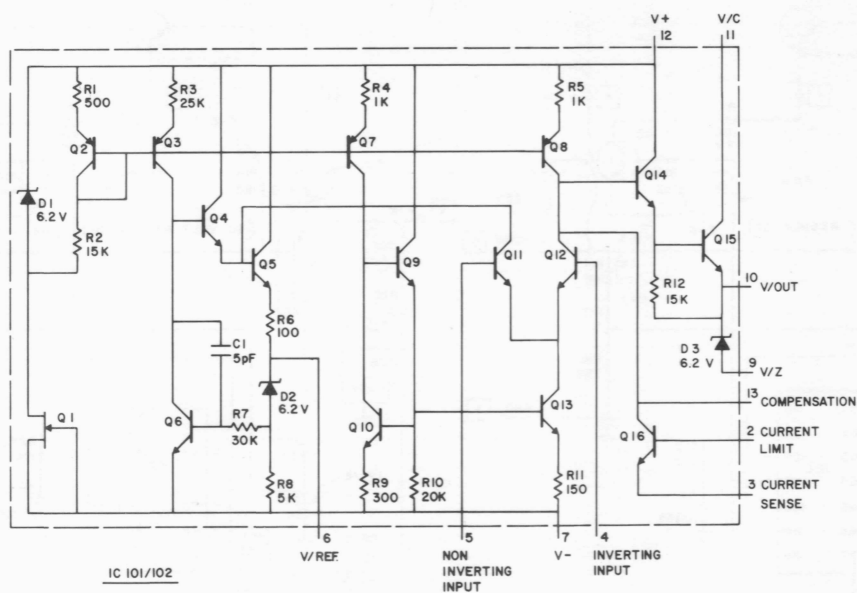 V+
V/C
12
11
R1
500
R3
25K
R4
1K
R5
1K
Q2
Q3
Q7
Q8
Q14
D1
6.2V
Q4
R2
15K
Q5
Q9
Q11
Q12
Q15
10
V/OUT
R6
100
R12
15K
C1
5pF
D3
6.2V
9
V/Z
D2
6.2V
13
COMPENSATION
Q1
Q6
R7
30K
Q10
Q13
Q16
2
CURRENT
LIMIT
R8
5K
R9
300
R10
20K
R11
150
3
CURRENT
SENSE
6
V/REF.
5
NON
INVERTING
INPUT
7
V-
4
INVERTING
INPUT
IC 101/102